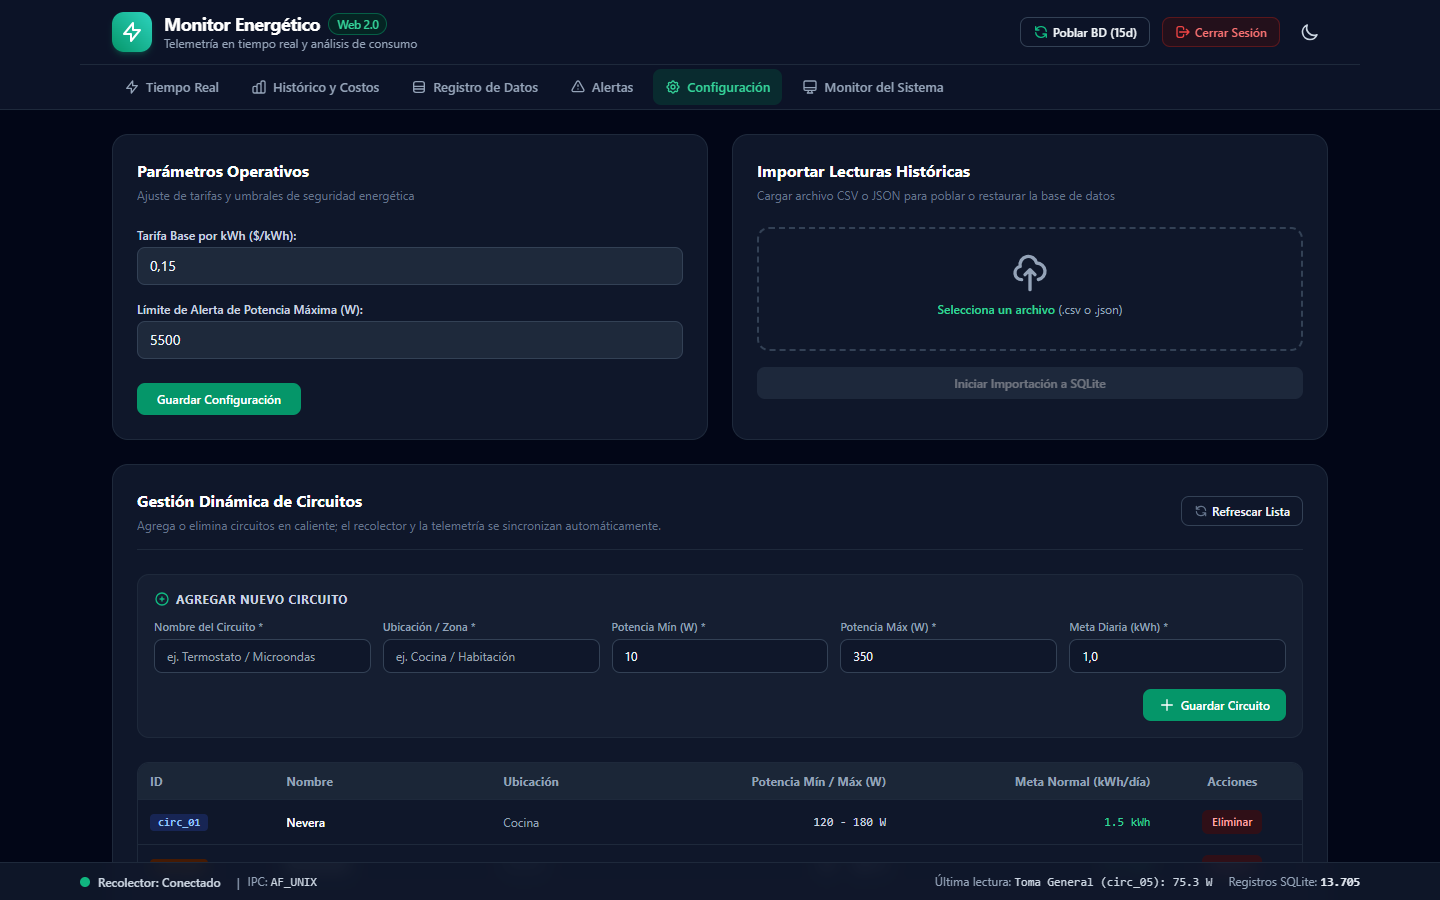 Monitor Energético Web 2.0
Telemetría en tiempo real y análisis de consumo
Poblar BD (15d)
Cerrar Sesión
Tiempo Real
Histórico y Costos
Registro de Datos
Alertas
Configuración
Monitor del Sistema
Parámetros Operativos
Ajuste de tarifas y umbrales de seguridad energética
Tarifa Base por kWh ($/kWh):
0,15
Límite de Alerta de Potencia Máxima (W):
5500
Guardar Configuración
Importar Lecturas Históricas
Cargar archivo CSV o JSON para poblar o restaurar la base de datos
Selecciona un archivo (.csv o .json)
Iniciar Importación a SQLite
Gestión Dinámica de Circuitos
Agrega o elimina circuitos en caliente; el recolector y la telemetría se sincronizan automáticamente.
Refrescar Lista
AGREGAR NUEVO CIRCUITO
Nombre del Circuito *
ej. Termostato / Microondas
Ubicación / Zona *
ej. Cocina / Habitación
Potencia Mín (W) *
10
Potencia Máx (W) *
350
Meta Diaria (kWh) *
1,0
Guardar Circuito
ID Nombre Ubicación Potencia Mín / Máx (W) Meta Normal (kWh/día) Acciones
circ_01 Nevera Cocina 120 - 180 W 1.5 kWh Eliminar
Recolector: Conectado | IPC: AF_UNIX
Última lectura: Toma General (circ_05): 75.3 W Registros SQLite: 13.705